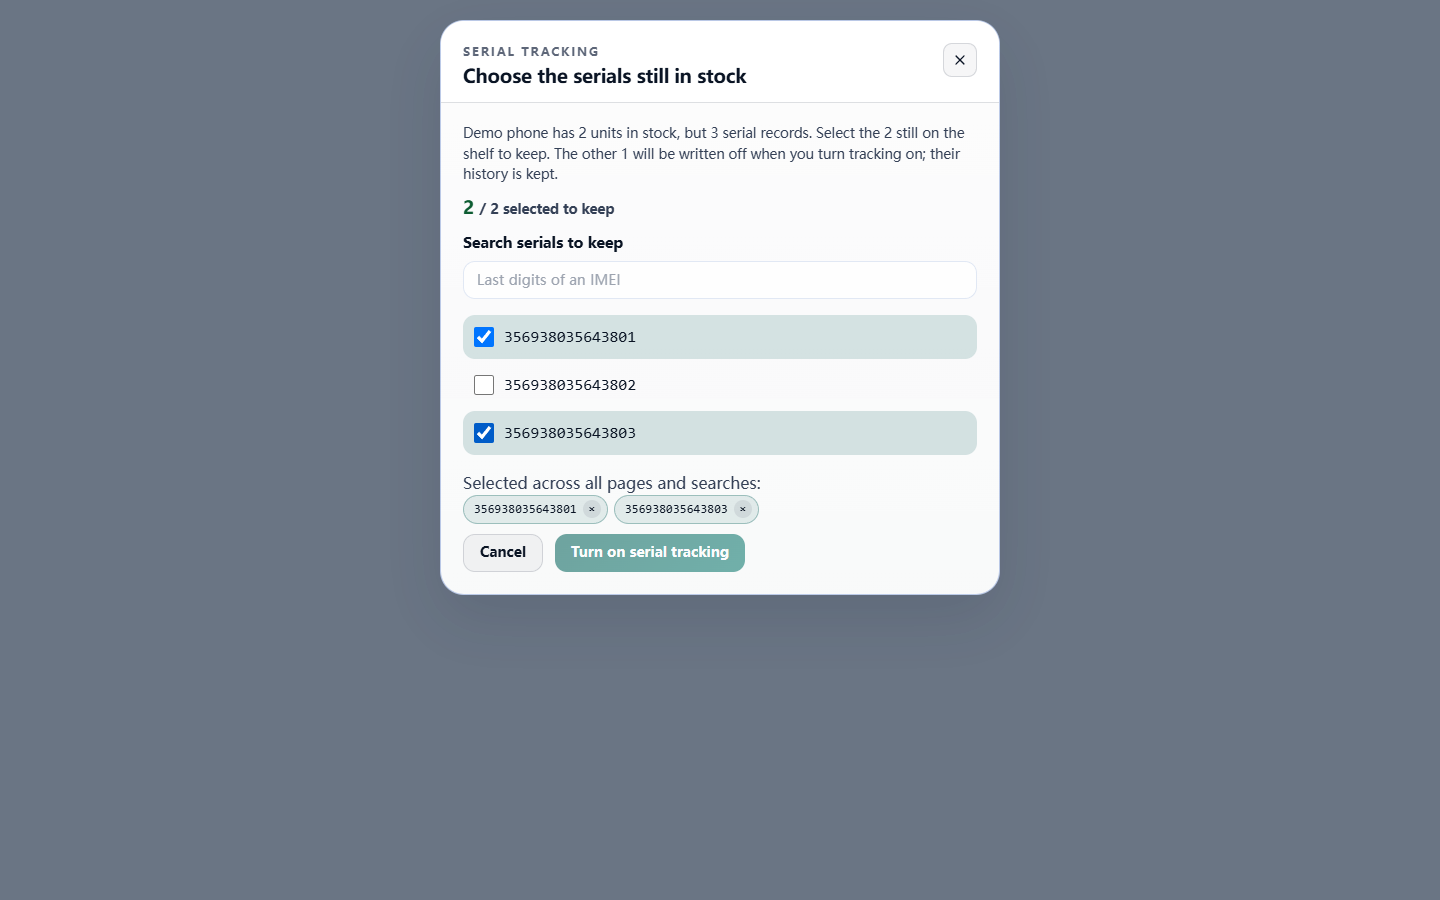 SERIAL TRACKING
Choose the serials still in stock
×
Demo phone has 2 units in stock, but 3 serial records. Select the 2 still on the
shelf to keep. The other 1 will be written off when you turn tracking on; their
history is kept.
2 / 2 selected to keep
Search serials to keep
Last digits of an IMEI
356938035643801
356938035643802
356938035643803
Selected across all pages and searches:
356938035643801 × 356938035643803 ×
Cancel Turn on serial tracking